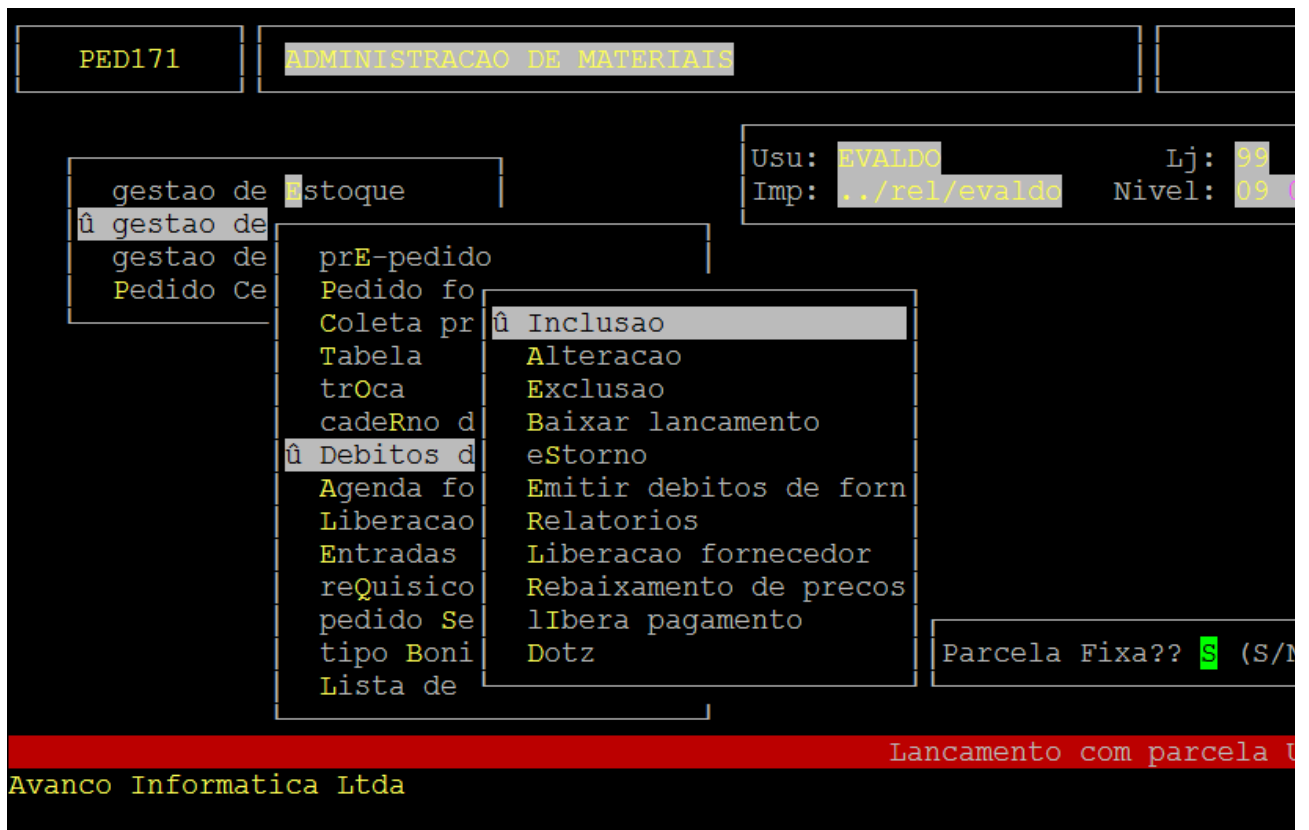 PED171 ADMINISTRACAO DE MATERIAIS
Usu: EVALDO Lj: 99
Imp: ../rel/evaldo Nivel: 09
gestao de Estoque
û gestao de
gestao de
Pedido Ce
prE-pedido
Pedido fo
Coleta pr
Tabela
trOca
cadeRno d
û Debitos d
Agenda fo
Liberacao
Entradas
reQuisico
pedido Se
tipo Boni
Lista de
û Inclusao
Alteracao
Exclusao
Baixar lancamento
eStorno
Emitir debitos de forn
Relatorios
Liberacao fornecedor
Rebaixamento de precos
lIbera pagamento
Dotz
Parcela Fixa?? S (S/N
Lancamento com parcela U
Avanco Informatica Ltda